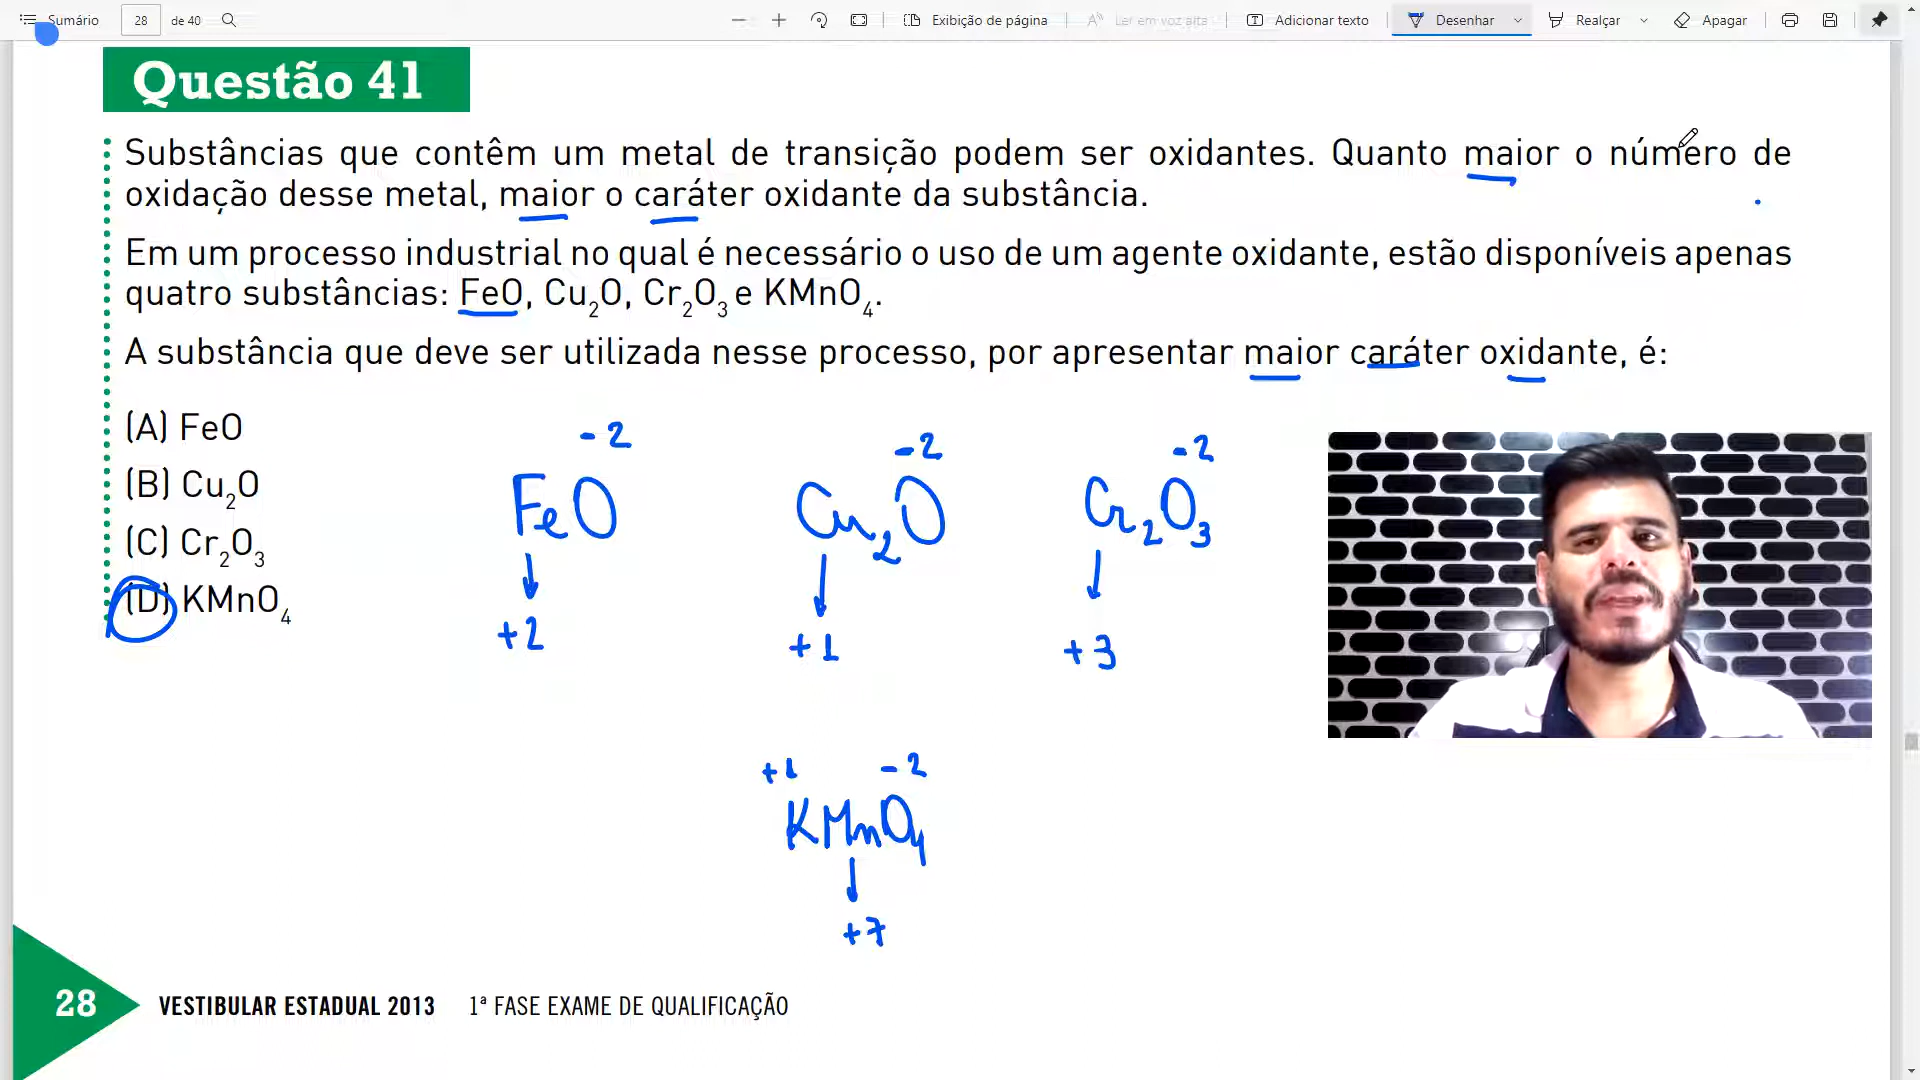 Sumário 28 de 40 Exibição de página Ler em voz alta Adicionar texto Desenhar Realçar Apagar
Questão 41
Substâncias que contêm um metal de transição podem ser oxidantes. Quanto maior o número de
oxidação desse metal, maior o caráter oxidante da substância.
Em um processo industrial no qual é necessário o uso de um agente oxidante, estão disponíveis apenas
quatro substâncias: FeO, Cu₂O, Cr₂O₃ e KMnO₄.
A substância que deve ser utilizada nesse processo, por apresentar maior caráter oxidante, é:
(A) FeO
(B) Cu₂O
(C) Cr₂O₃
(D) KMnO₄
-2 -2 -2
FeO Cu₂O Cr₂O₃
+2 +1 +3
+1 -2
KMnO₄
+7
28 VESTIBULAR ESTADUAL 2013 1ª FASE EXAME DE QUALIFICAÇÃO